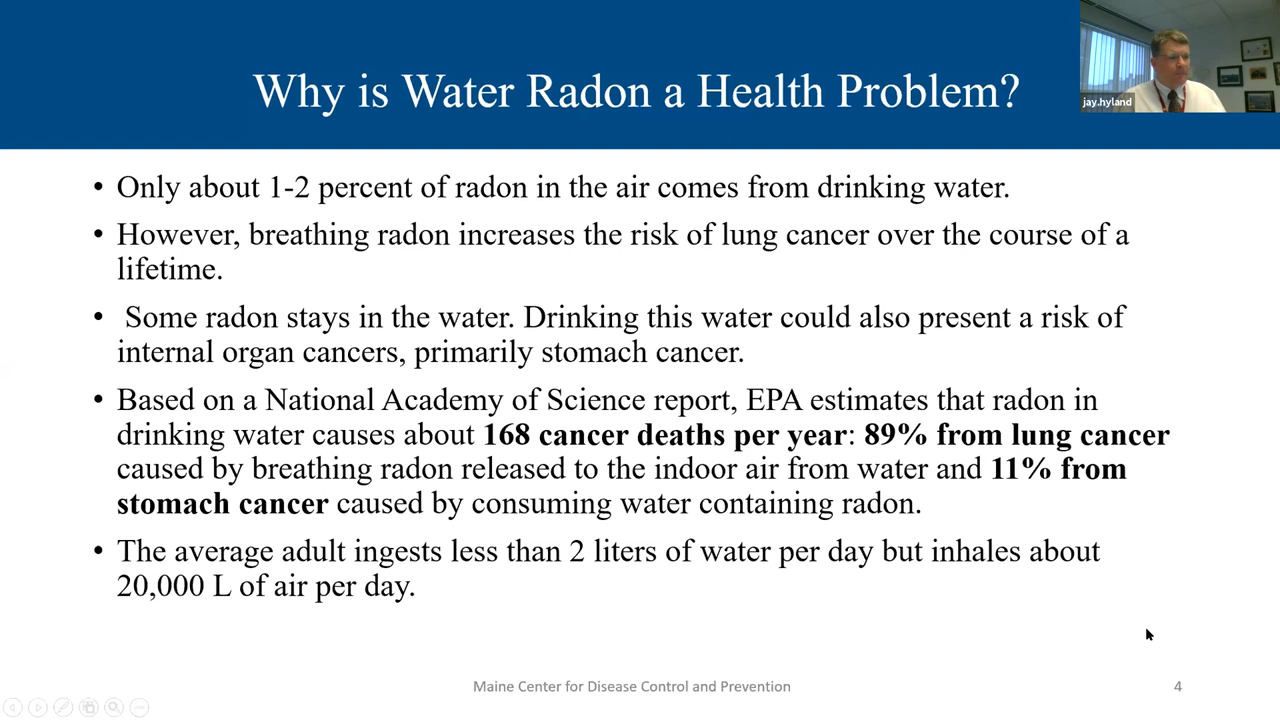 Why is Water Radon a Health Problem?
jay.hyland
• Only about 1-2 percent of radon in the air comes from drinking water.
• However, breathing radon increases the risk of lung cancer over the course of a
lifetime.
• Some radon stays in the water. Drinking this water could also present a risk of
internal organ cancers, primarily stomach cancer.
• Based on a National Academy of Science report, EPA estimates that radon in
drinking water causes about 168 cancer deaths per year: 89% from lung cancer
caused by breathing radon released to the indoor air from water and 11% from
stomach cancer caused by consuming water containing radon.
• The average adult ingests less than 2 liters of water per day but inhales about
20,000 L of air per day.
Maine Center for Disease Control and Prevention
4